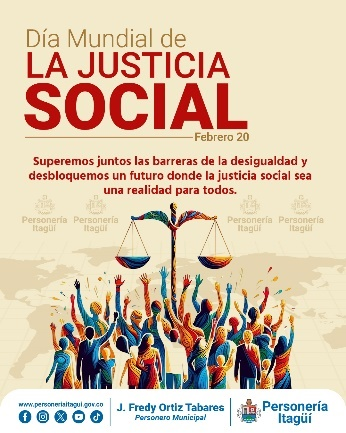 Día Mundial de
LA JUSTICIA
SOCIAL
Febrero 20
Superemos juntos las barreras de la desigualdad y
desbloquemos un futuro donde la justicia social sea
una realidad para todos.
Personería Itagüí
Personería Itagüí
Personería Itagüí
Personería Itagüí
www.personeriaitagui.gov.co
J. Fredy Ortiz Tabares
Personero Municipal
Personería
Itagüí